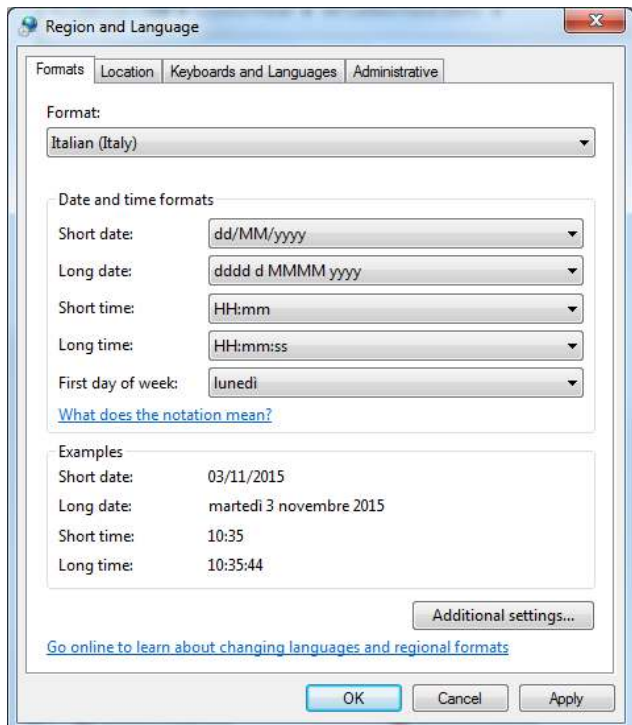 Region and Language
Formats Location Keyboards and Languages Administrative
Format:
Italian (Italy)
Date and time formats
Short date: dd/MM/yyyy
Long date: dddd d MMMM yyyy
Short time: HH:mm
Long time: HH:mm:ss
First day of week: lunedì
What does the notation mean?
Examples
Short date: 03/11/2015
Long date: martedì 3 novembre 2015
Short time: 10:35
Long time: 10:35:44
Additional settings...
Go online to learn about changing languages and regional formats
OK Cancel Apply